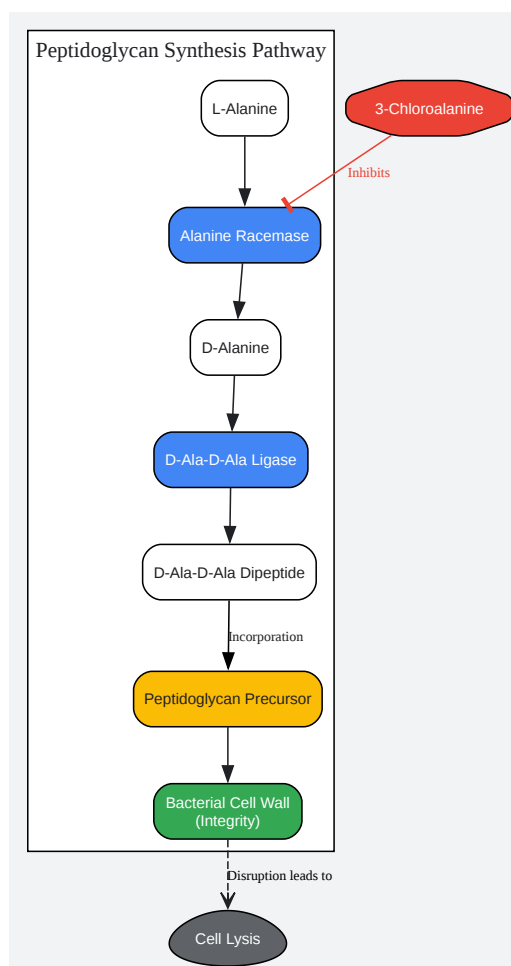 Peptidoglycan Synthesis Pathway
L-Alanine
3-Chloroalanine
Inhibits
Alanine Racemase
D-Alanine
D-Ala-D-Ala Ligase
D-Ala-D-Ala Dipeptide
Incorporation
Peptidoglycan Precursor
Bacterial Cell Wall
(Integrity)
Disruption leads to
Cell Lysis